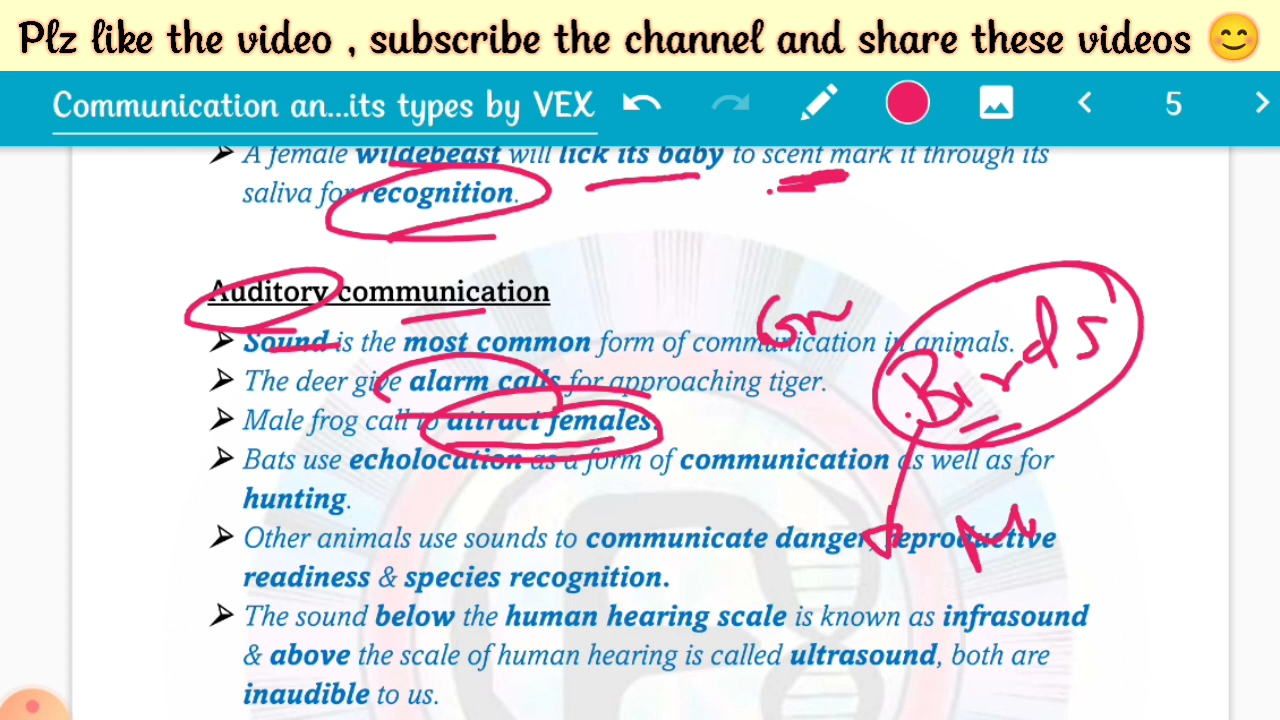 Plz like the video , subscribe the channel and share these videos 😊
Communication an...its types by VEX
5
➢ A female wildebeast will lick its baby to scent mark it through its
saliva for recognition.
Auditory communication
➢ Sound is the most common form of communication in animals.
➢ The deer give alarm calls for approaching tiger.
➢ Male frog call to attract females.
Birds
➢ Bats use echolocation as a form of communication as well as for
hunting.
➢ Other animals use sounds to communicate danger, reproductive
readiness & species recognition.
➢ The sound below the human hearing scale is known as infrasound
& above the scale of human hearing is called ultrasound, both are
inaudible to us.